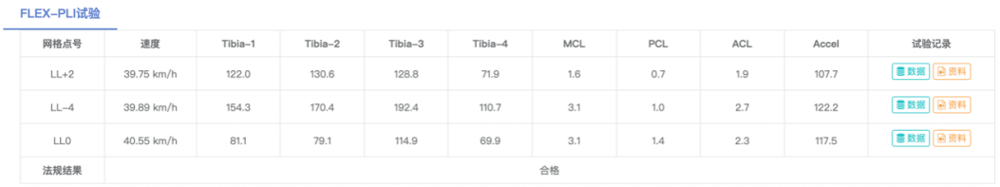 FLEX-PLI试验
网格点号 速度 Tibia-1 Tibia-2 Tibia-3 Tibia-4 MCL PCL ACL Accel 试验记录
LL+2 39.75 km/h 122.0 130.6 128.8 71.9 1.6 0.7 1.9 107.7 数据 资料
LL-4 39.89 km/h 154.3 170.4 192.4 110.7 3.1 1.0 2.7 122.2 数据 资料
LL0 40.55 km/h 81.1 79.1 114.9 69.9 3.1 1.4 2.3 117.5 数据 资料
法规结果 合格